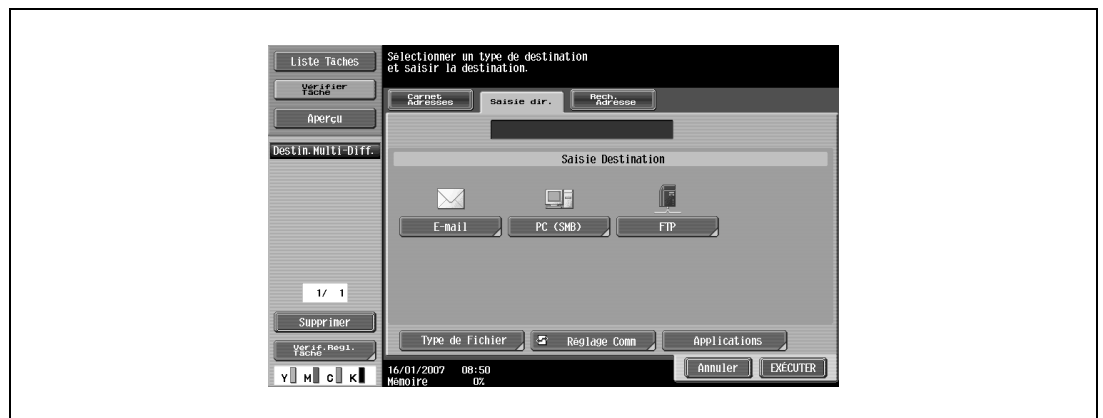 Liste Tâches
Vérifier
Tâche
Aperçu
Destin.Multi-Diff.
1/ 1
Supprimer
Vérif.Régl.
Tâche
Y M C K
Sélectionner un type de destination
et saisir la destination.
Carnet
Adresses
Saisie dir.
Rech.
Adresse
Saisie Destination
E-mail
PC (SMB)
FTP
Type de Fichier
Réglage Comm
Applications
16/01/2007 08:50
Mémoire 0%
Annuler
EXÉCUTER